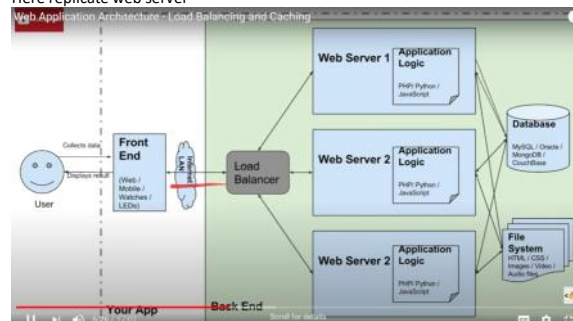 Here replicate web server
Web Application Architecture - Load Balancing and Caching
Collects data
Displays result
User
Front
End
(Web /
Mobile /
Watches /
LEDs)
Internet
LAN
Load
Balancer
Web Server 1
Application
Logic
PHP/ Python /
JavaScript
Web Server 2
Application
Logic
PHP/ Python /
JavaScript
Web Server 2
Application
Logic
PHP/ Python /
JavaScript
Database
MySQL / Oracle /
MongoDB /
CouchBase
File
System
HTML / CSS /
Images / Video /
Audio files
Your App
Back End
Scroll for details